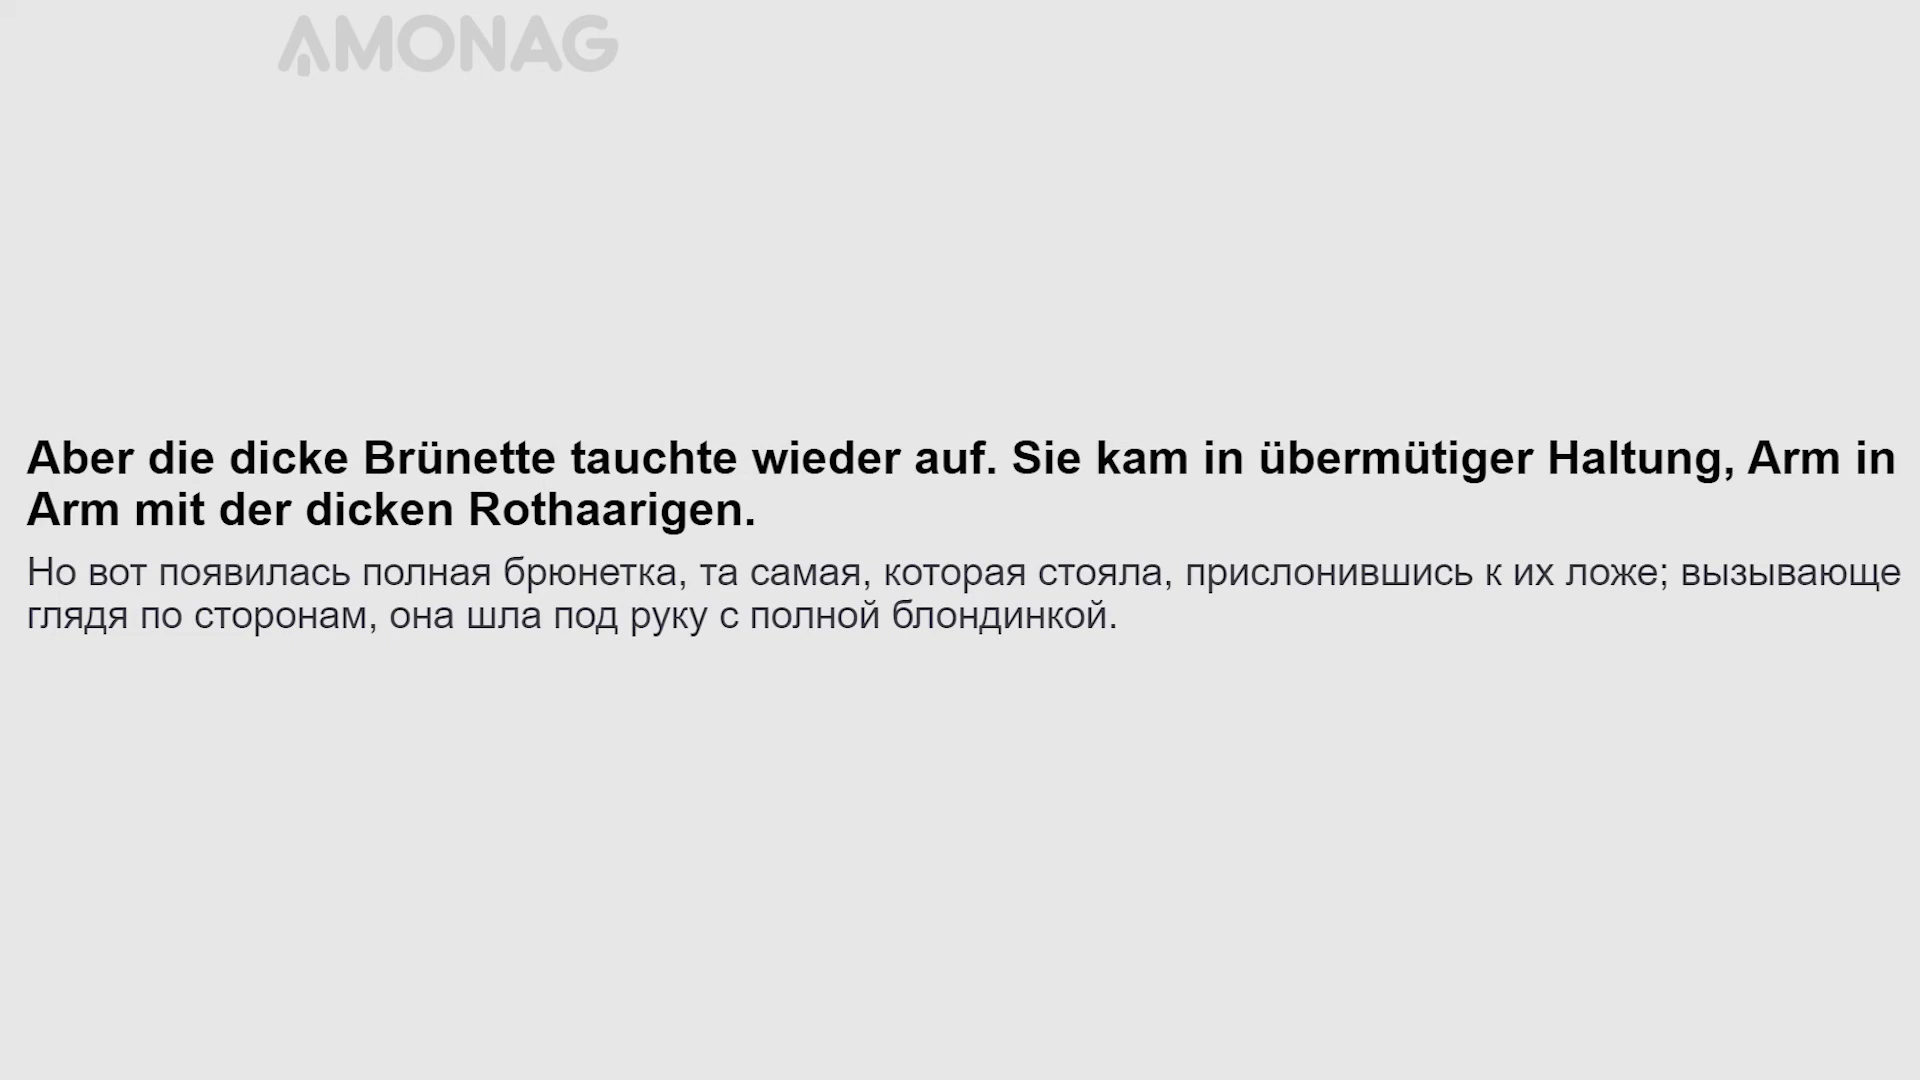 AMONAG
Aber die dicke Brünette tauchte wieder auf. Sie kam in übermütiger Haltung, Arm in
Arm mit der dicken Rothaarigen.
Но вот появилась полная брюнетка, та самая, которая стояла, прислонившись к их ложе; вызывающе
глядя по сторонам, она шла под руку с полной блондинкой.